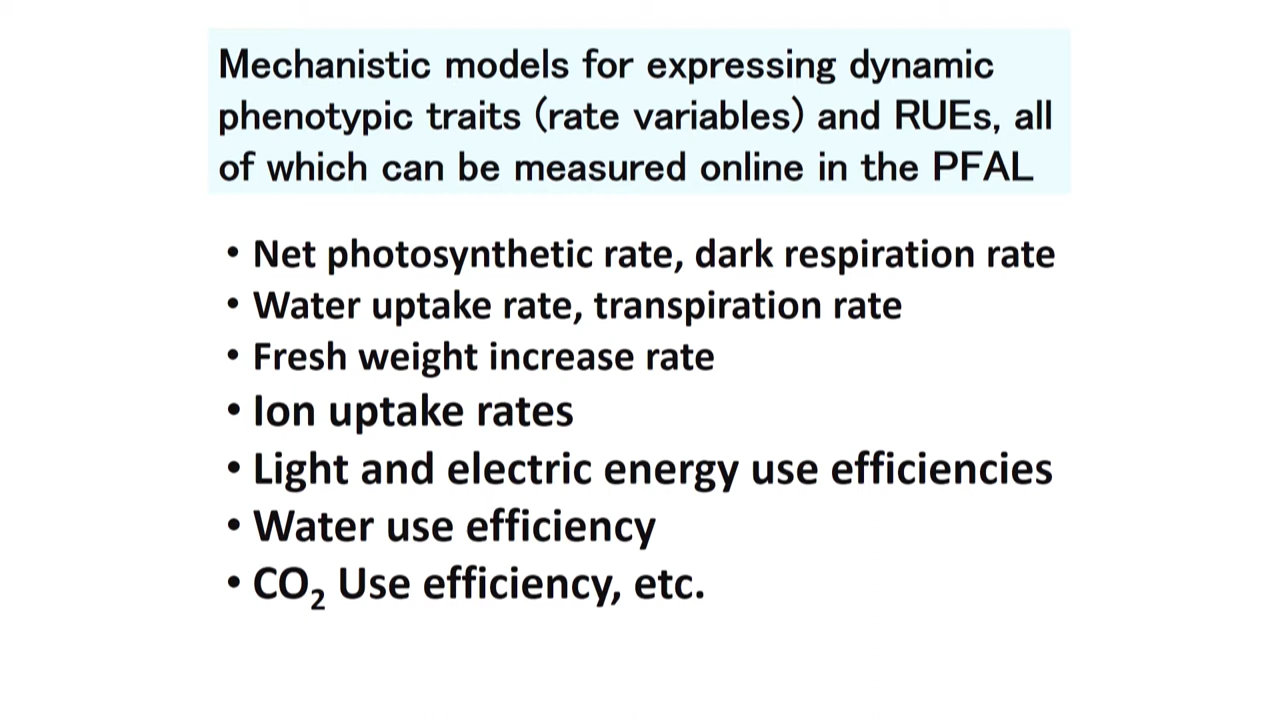 Mechanistic models for expressing dynamic
phenotypic traits (rate variables) and RUEs, all
of which can be measured online in the PFAL
• Net photosynthetic rate, dark respiration rate
• Water uptake rate, transpiration rate
• Fresh weight increase rate
• Ion uptake rates
• Light and electric energy use efficiencies
• Water use efficiency
• CO₂ Use efficiency, etc.